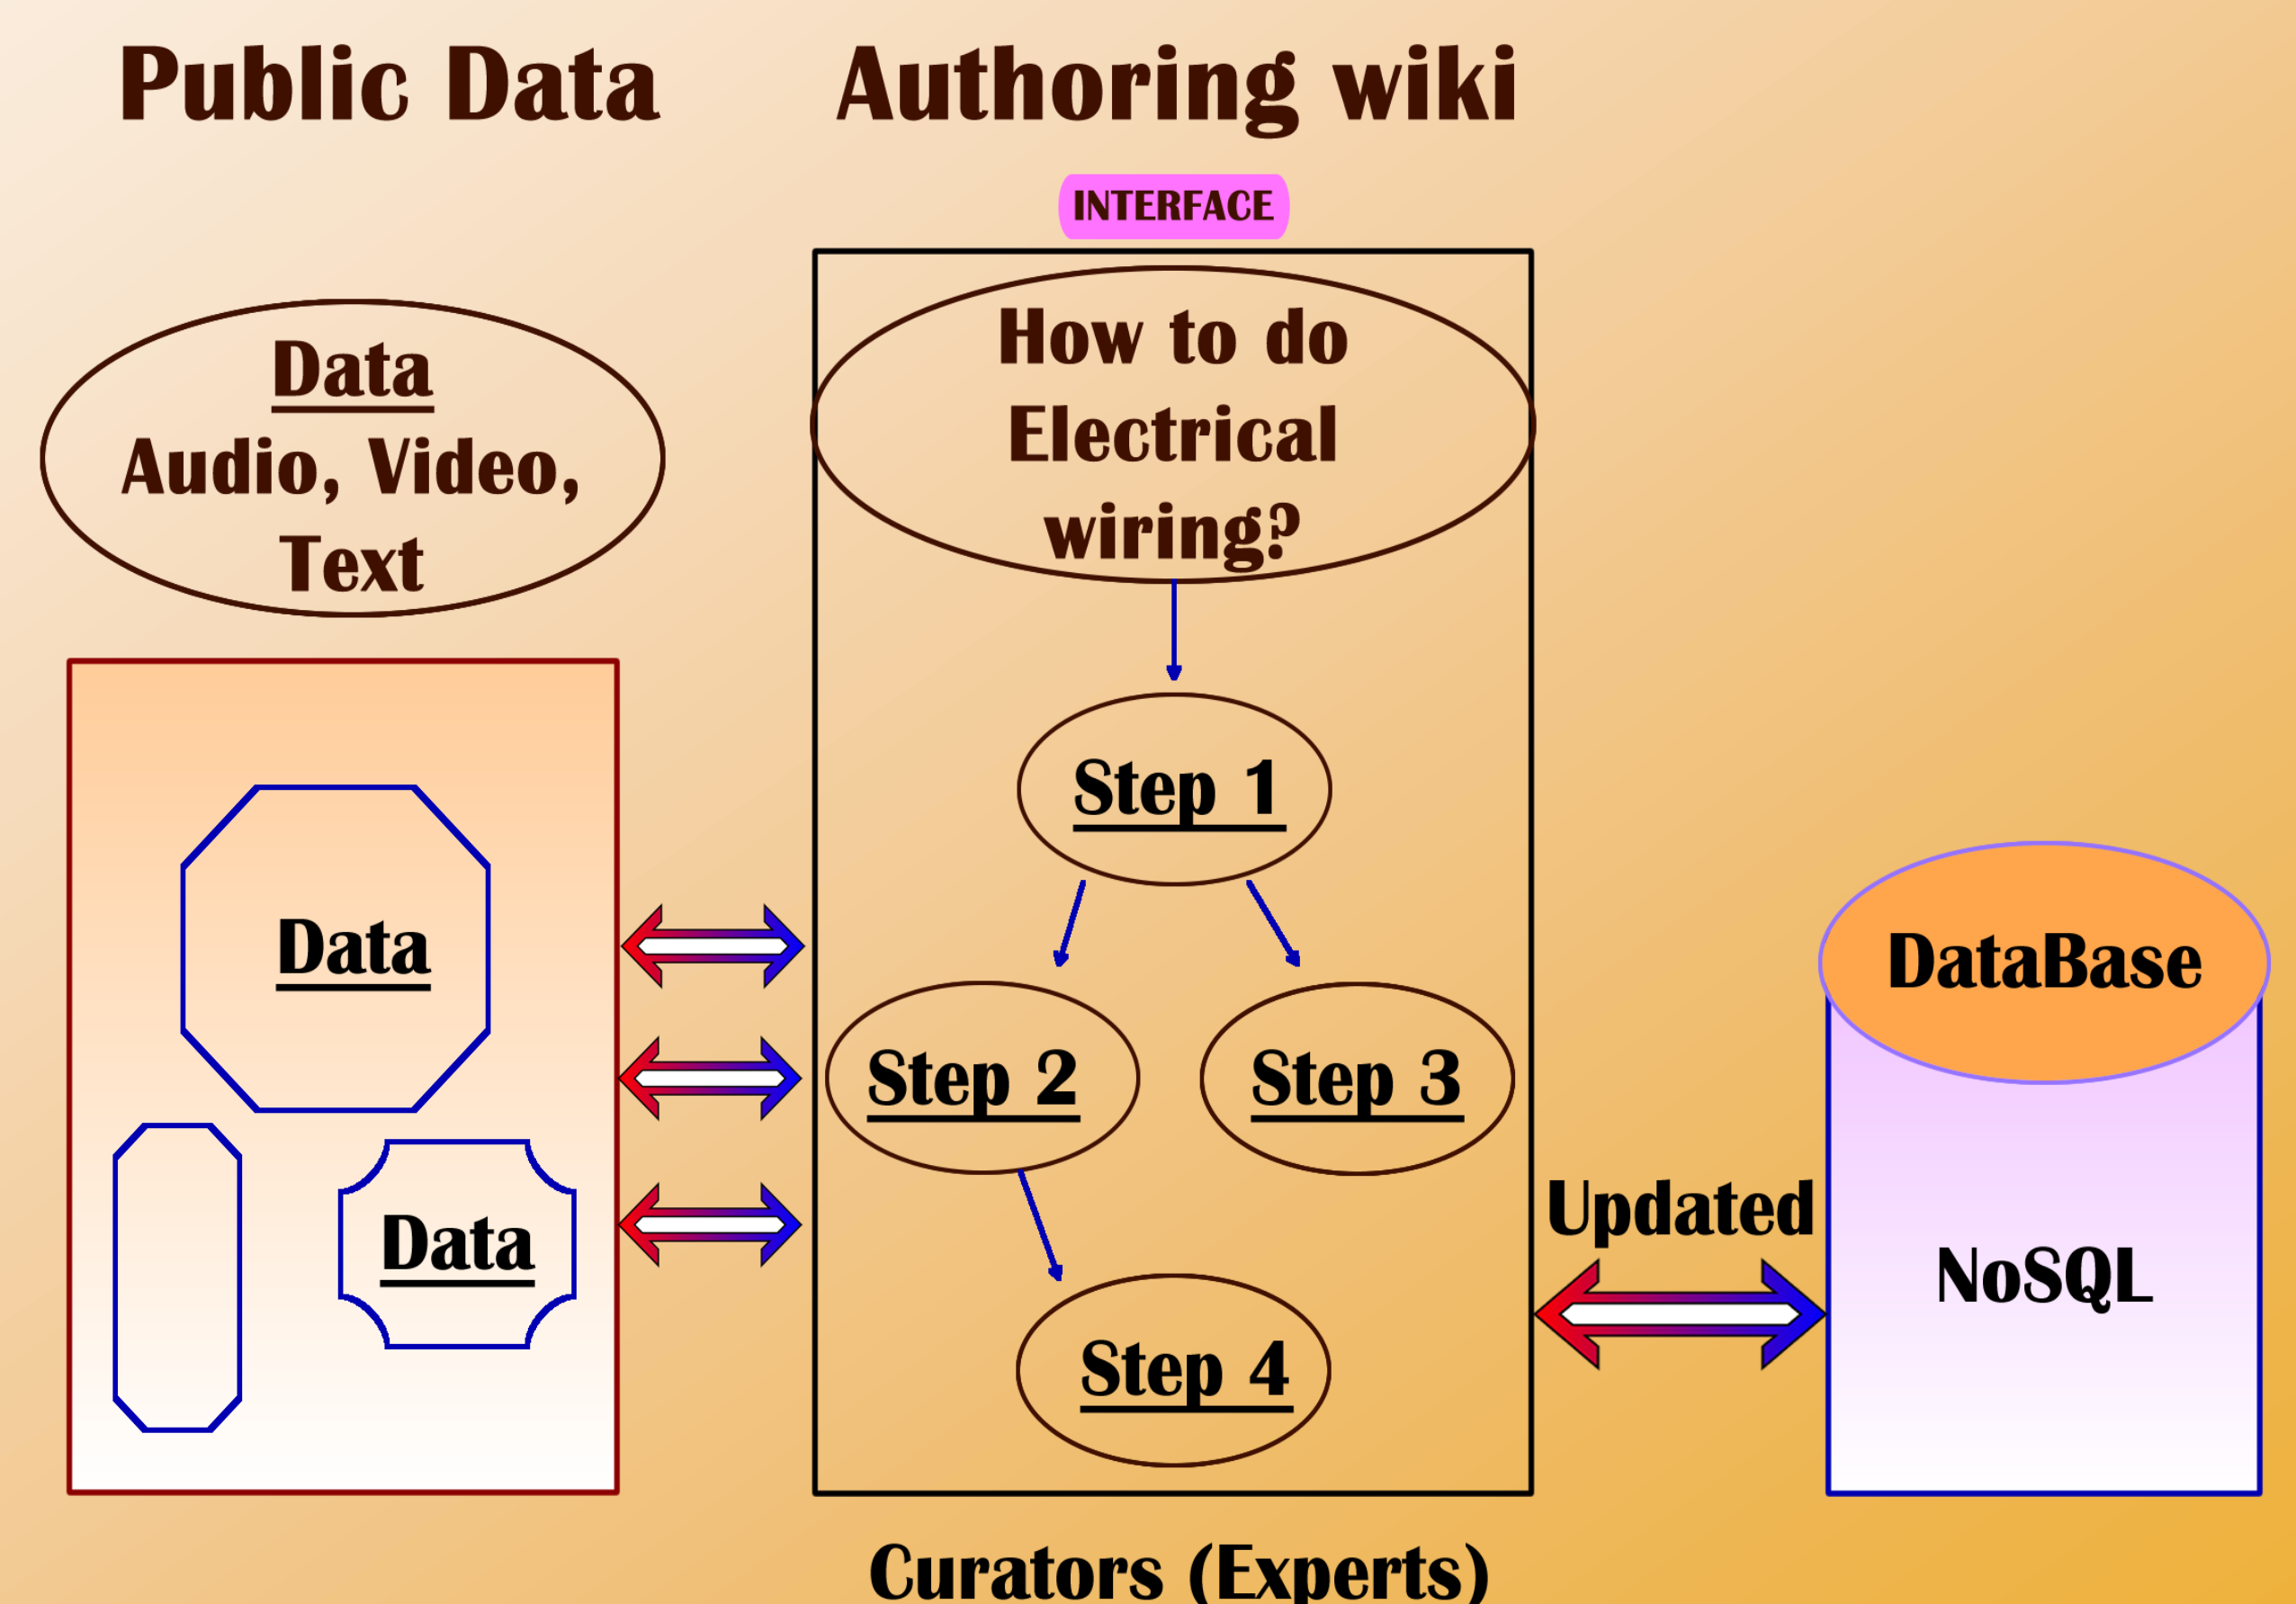 Public Data
Authoring wiki
INTERFACE
Data
Audio, Video,
Text
How to do
Electrical
wiring?
Step 1
Data
DataBase
Step 2
Step 3
Data
Updated
NoSQL
Step 4
Curators (Experts)